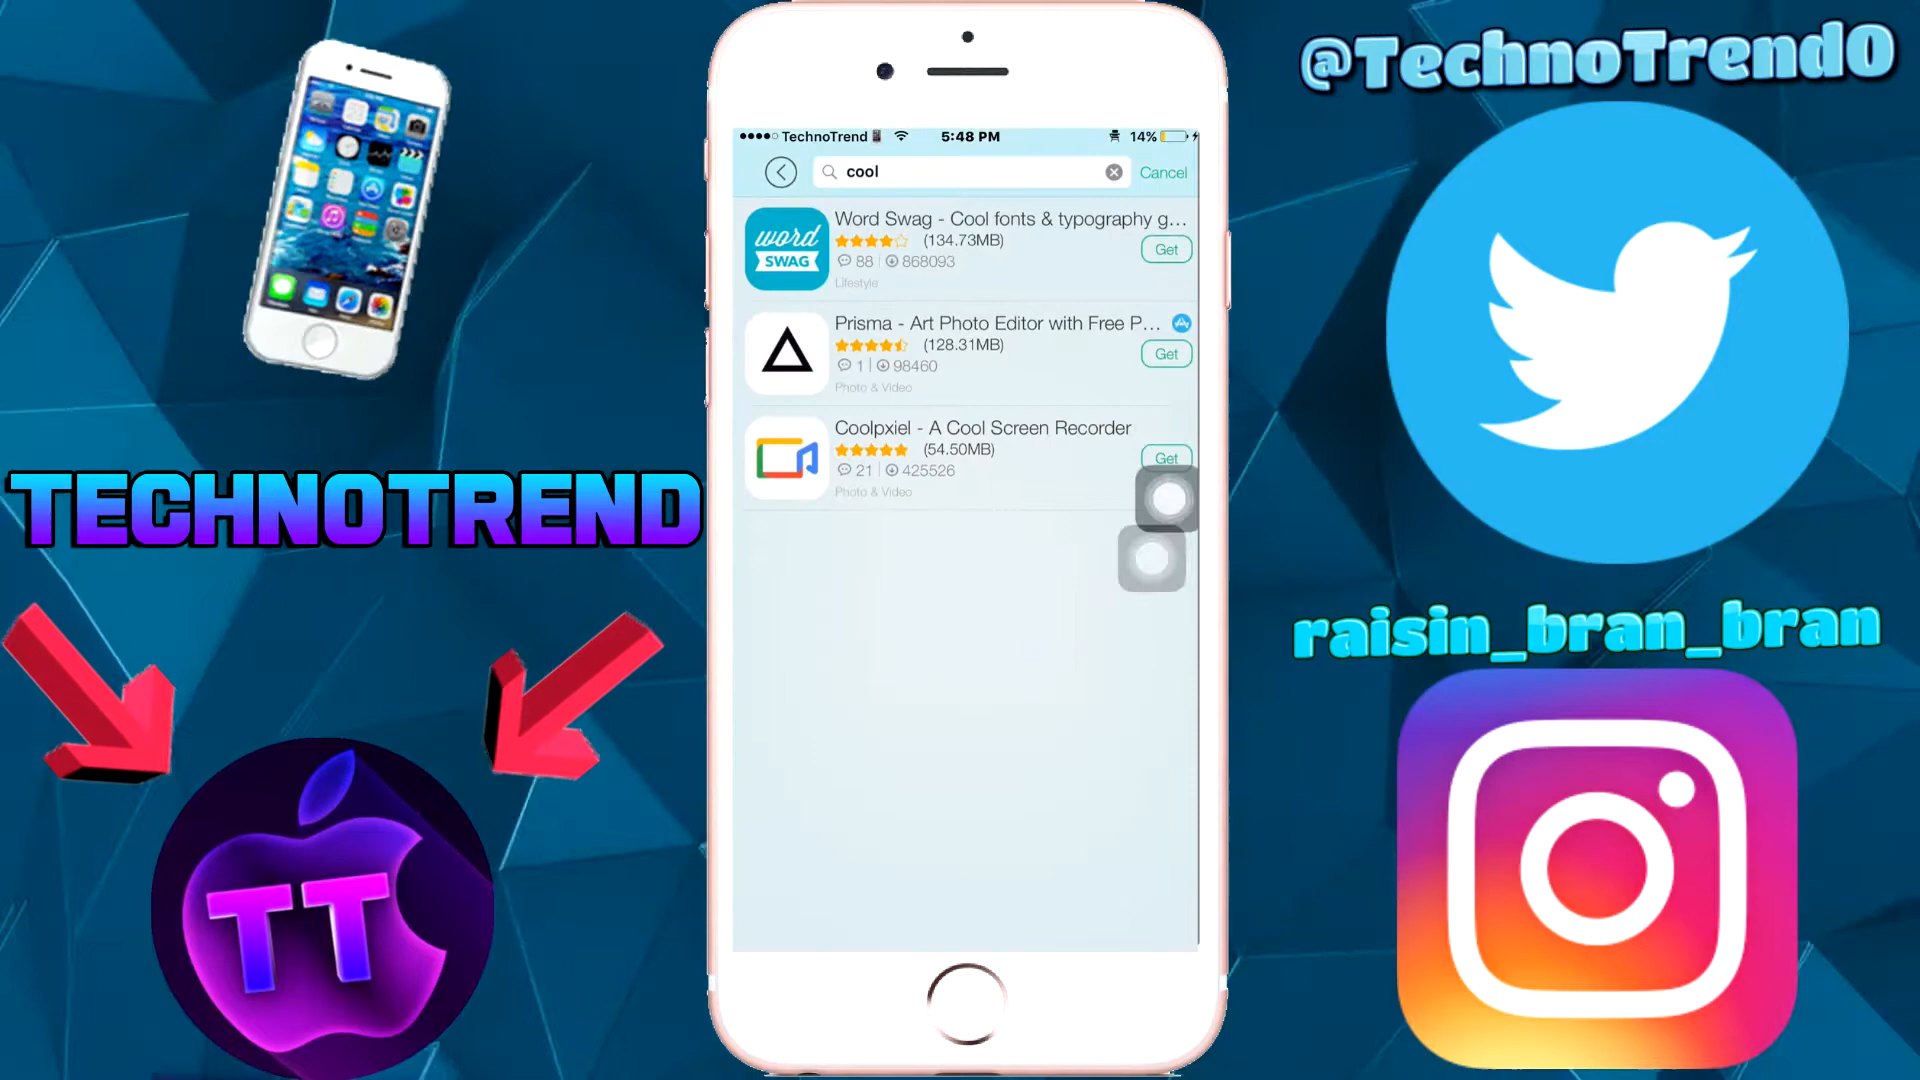 @TechnoTrend0
TechnoTrend
5:48 PM
14%
cool
Cancel
word
SWAG
Word Swag - Cool fonts & typography g...
(134.73MB)
88 | 868093
Lifestyle
Get
Prisma - Art Photo Editor with Free P...
(128.31MB)
1 | 98460
Photo & Video
Get
Coolpxiel - A Cool Screen Recorder
(54.50MB)
21 | 425526
Photo & Video
Get
TECHNOTREND
raisin_bran_bran
TT